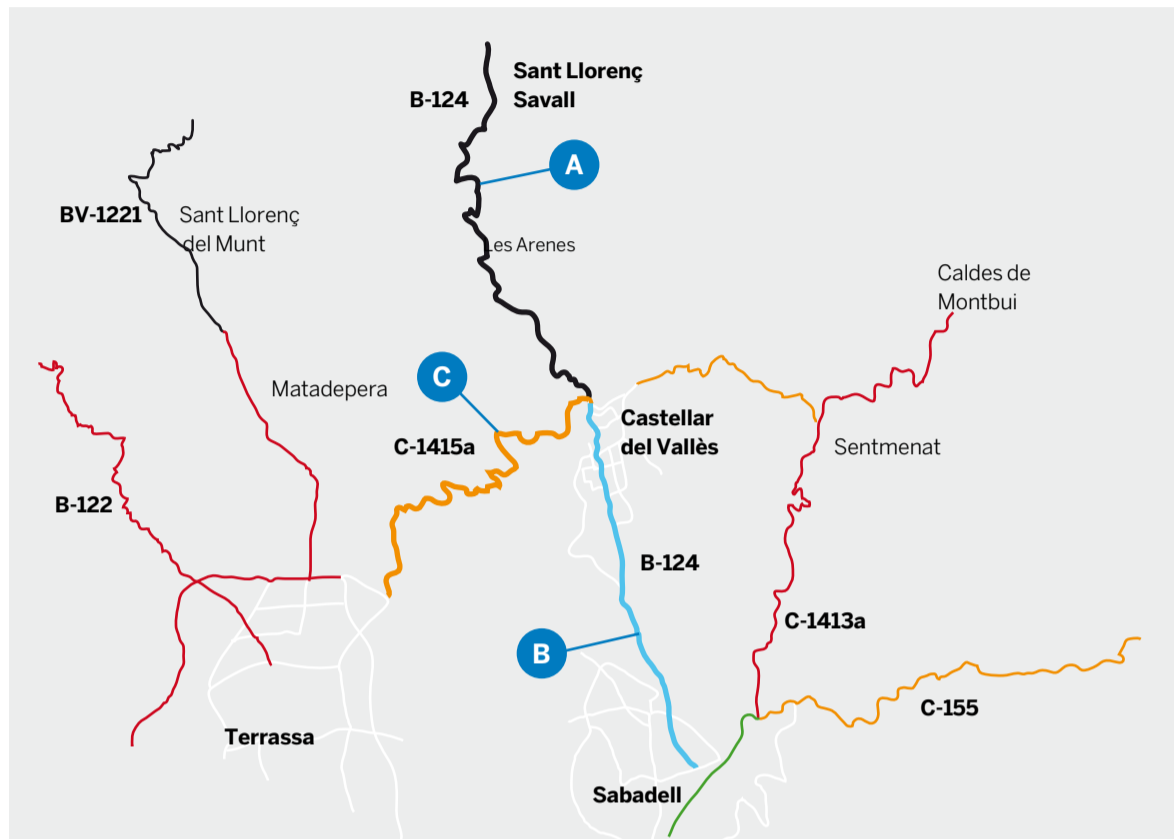 Sant Llorenç
Savall
B-124
A
BV-1221
Sant Llorenç
del Munt
Les Arenes
Caldes de
Montbui
C
Matadepera
Castellar
del Vallès
C-1415a
Sentmenat
B-122
B-124
C-1413a
B
C-155
Terrassa
Sabadell